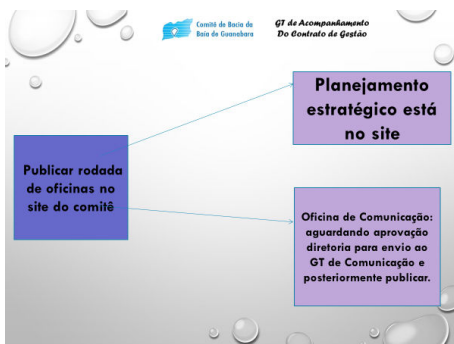 Comitê da Bacia da
Baía de Guanabara
GT de Acompanhamento
Do Contrato de Gestão
Planejamento
estratégico está
no site
Publicar rodada
de oficinas no
site do comitê
Oficina de Comunicação:
aguardando aprovação
diretoria para envio ao
GT de Comunicação e
posteriormente publicar.